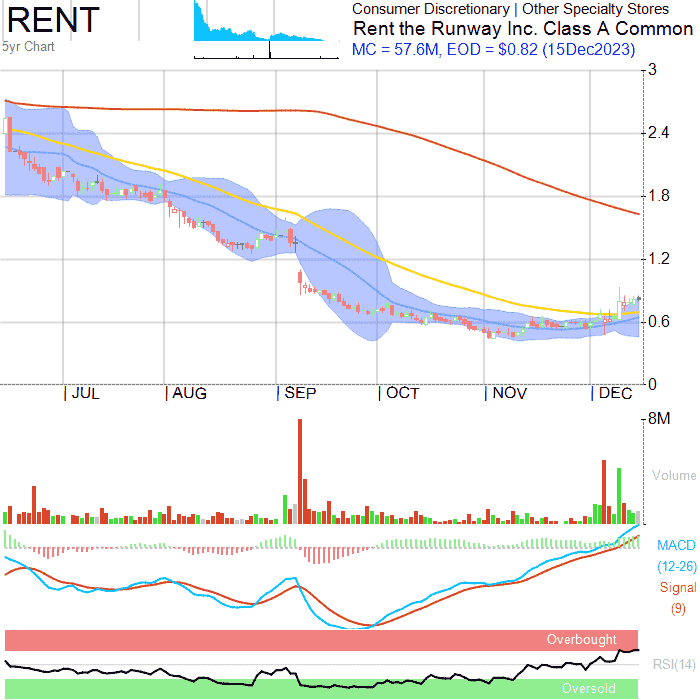 RENT
5yr Chart
Consumer Discretionary | Other Specialty Stores
Rent the Runway Inc. Class A Common
MC = 57.6M, EOD = $0.82 (15Dec2023)
3
2.4
1.8
1.2
0.6
0
JUL
AUG
SEP
OCT
NOV
DEC
8M
Volume
MACD
(12-26)
Signal
(9)
Overbought
RSI(14)
Oversold